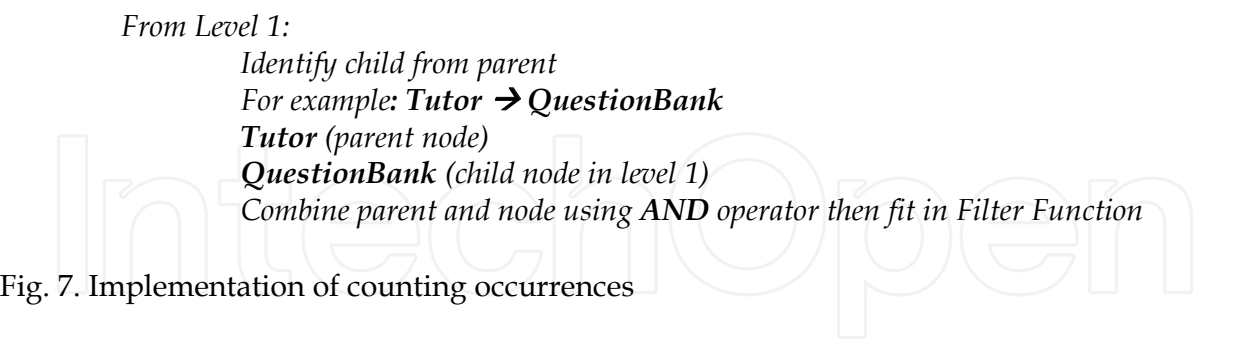 From Level 1:
Identify child from parent
For example: Tutor → QuestionBank
Tutor (parent node)
QuestionBank (child node in level 1)
Combine parent and node using AND operator then fit in Filter Function
IntechOpen
Fig. 7. Implementation of counting occurrences